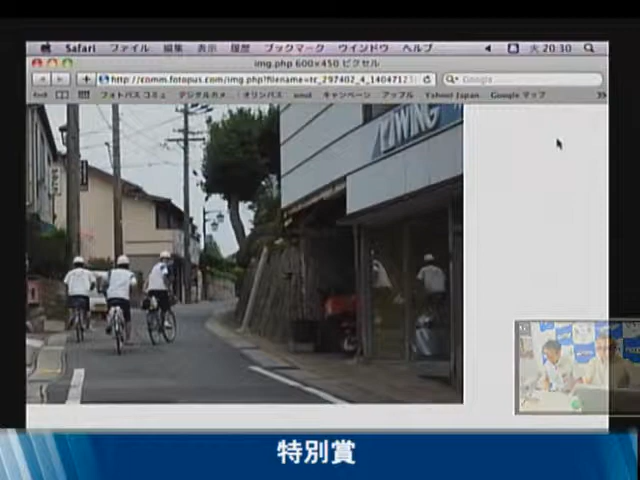 Safari ファイル 編集 表示 履歴 ブックマーク ウインドウ ヘルプ 火 20:30
img.php 600×450 ピクセル
http://comm.fotopus.com/img.php?filename=tc_297402_4_1404712 Google
フォトパス コミュ デジタルカメ… オリンパス キャンペーン アップル Yahoo! Japan Google マップ
特別賞